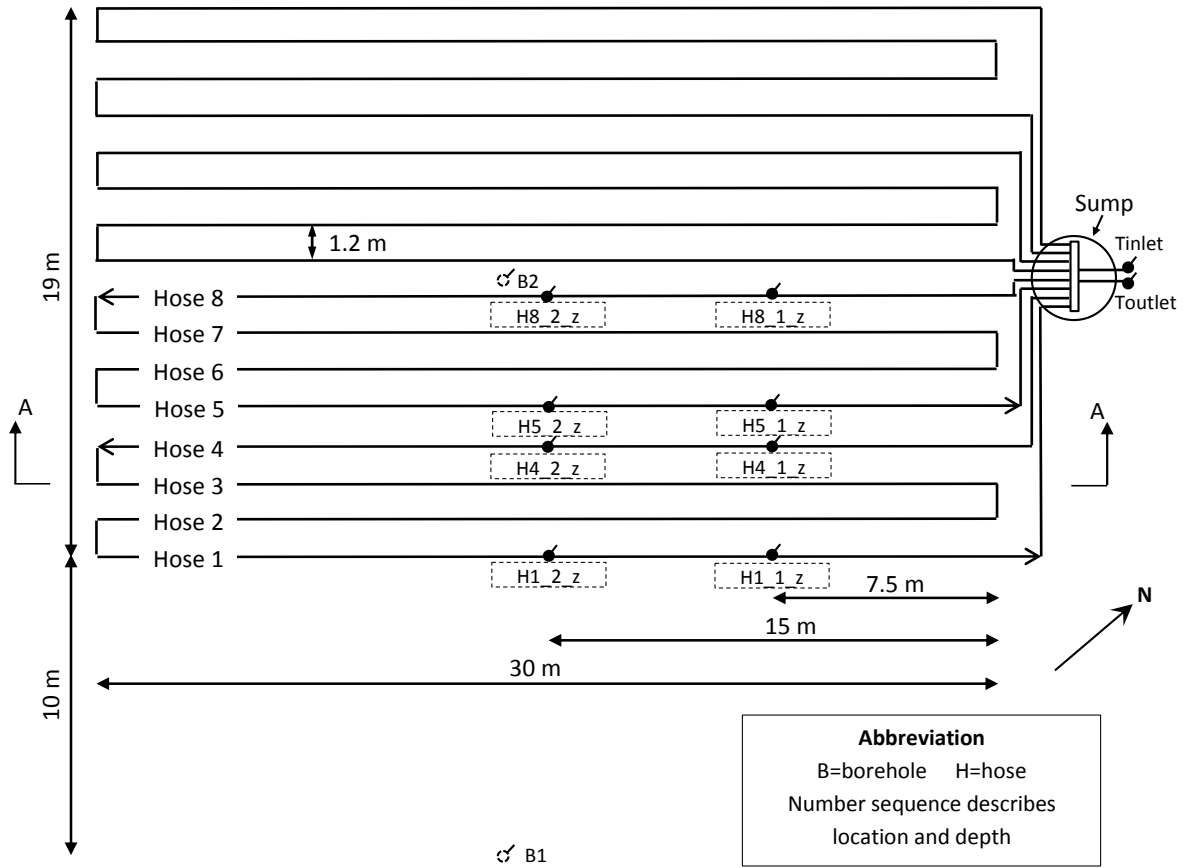 Sump
Tinlet
Toutlet
1.2 m
19 m
B2
Hose 8
H8_2_z
H8_1_z
Hose 7
Hose 6
Hose 5
H5_2_z
H5_1_z
A
A
Hose 4
H4_2_z
H4_1_z
Hose 3
Hose 2
Hose 1
H1_2_z
H1_1_z
7.5 m
N
15 m
30 m
10 m
Abbreviation
B=borehole H=hose
Number sequence describes
location and depth
B1